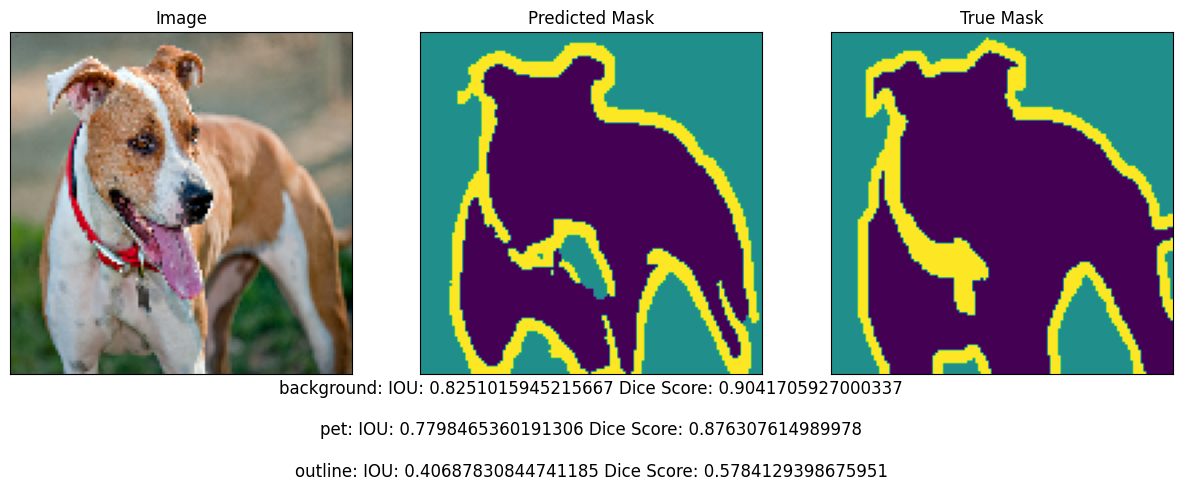 Image
Predicted Mask
True Mask
background: IOU: 0.8251015945215667 Dice Score: 0.9041705927000337
pet: IOU: 0.7798465360191306 Dice Score: 0.876307614989978
outline: IOU: 0.40687830844741185 Dice Score: 0.5784129398675951